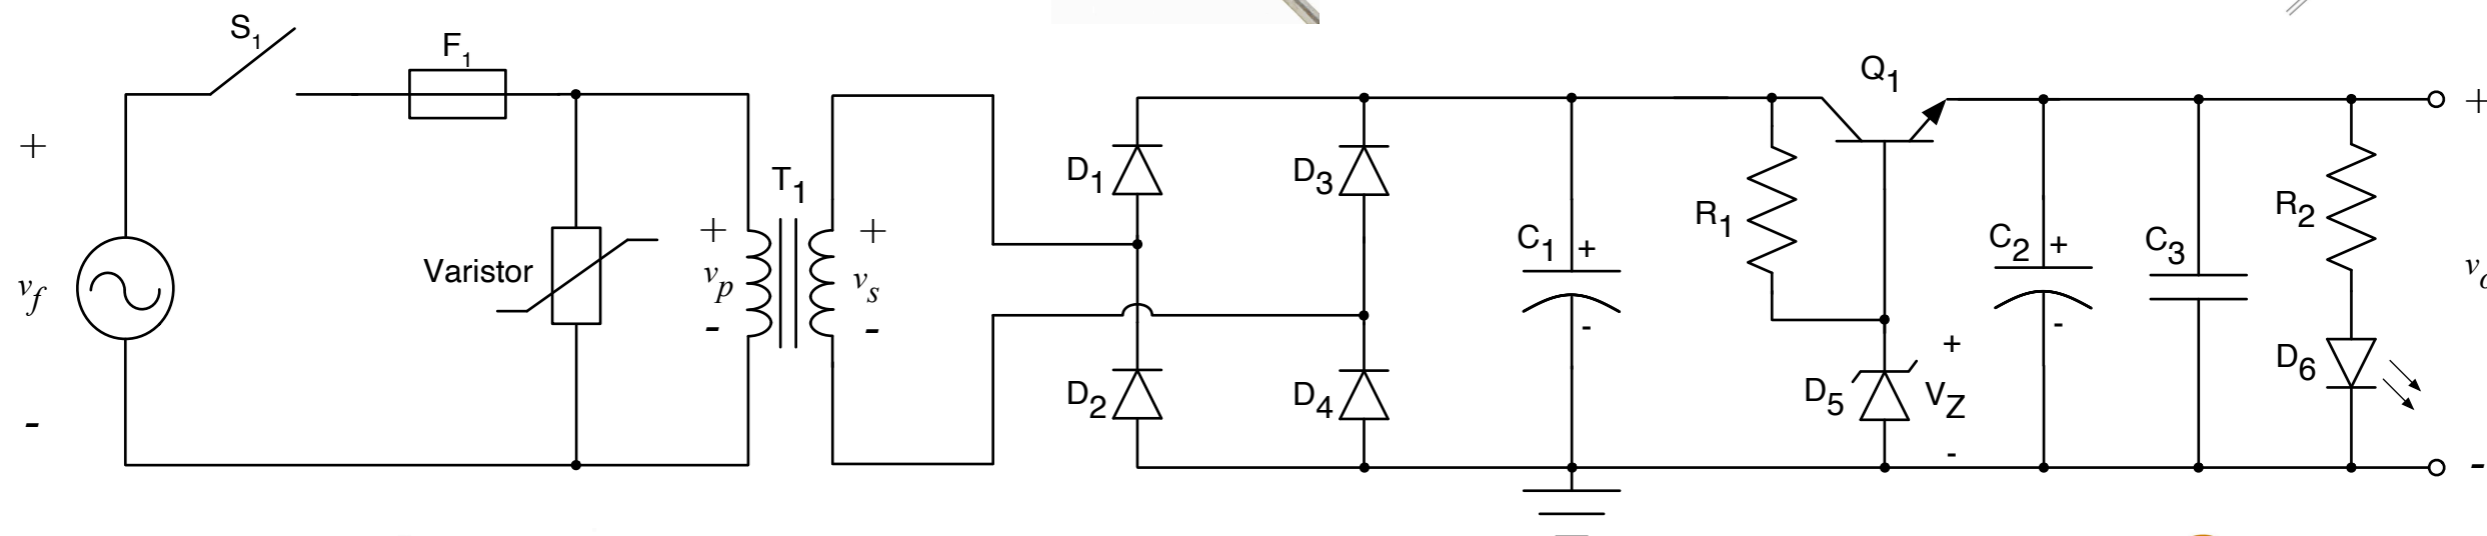 S1
F1
+
vf
-
Varistor
T1
+
vp
-
+
vs
-
D1
D2
D3
D4
C1
+
-
R1
Q1
D5
+
VZ
-
C2
+
-
C3
R2
D6
+
-